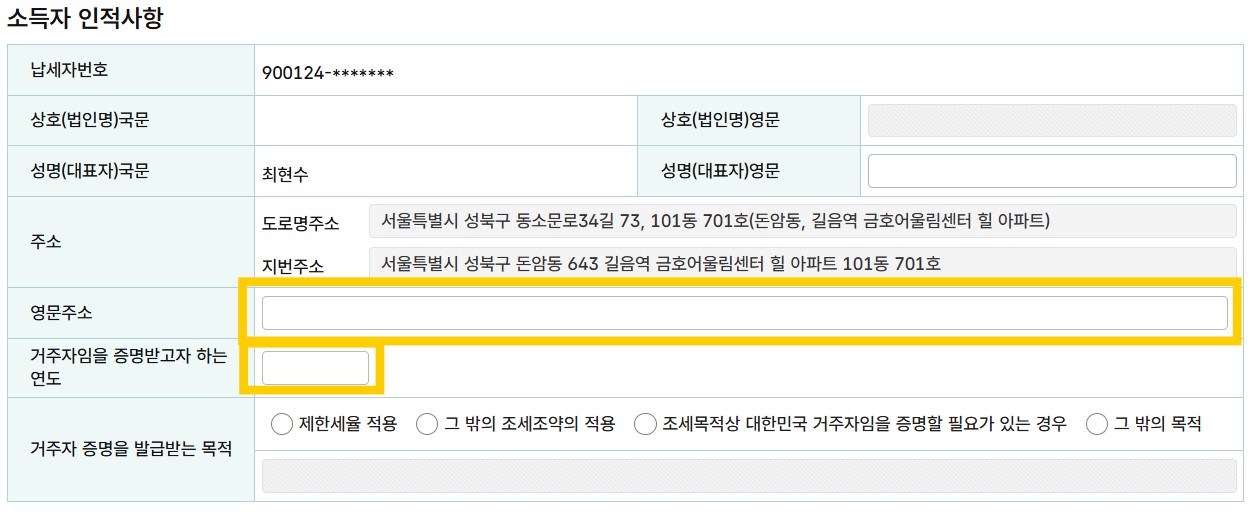 소득자 인적사항
납세자번호
900124-*******
상호(법인명)국문
상호(법인명)영문
성명(대표자)국문
최현수
성명(대표자)영문
주소
도로명주소
서울특별시 성북구 동소문로34길 73, 101동 701호(돈암동, 길음역 금호어울림센터 힐 아파트)
지번주소
서울특별시 성북구 돈암동 643 길음역 금호어울림센터 힐 아파트 101동 701호
영문주소
거주자임을 증명받고자 하는
연도
거주자 증명을 발급받는 목적
제한세율 적용
그 밖의 조세조약의 적용
조세목적상 대한민국 거주자임을 증명할 필요가 있는 경우
그 밖의 목적